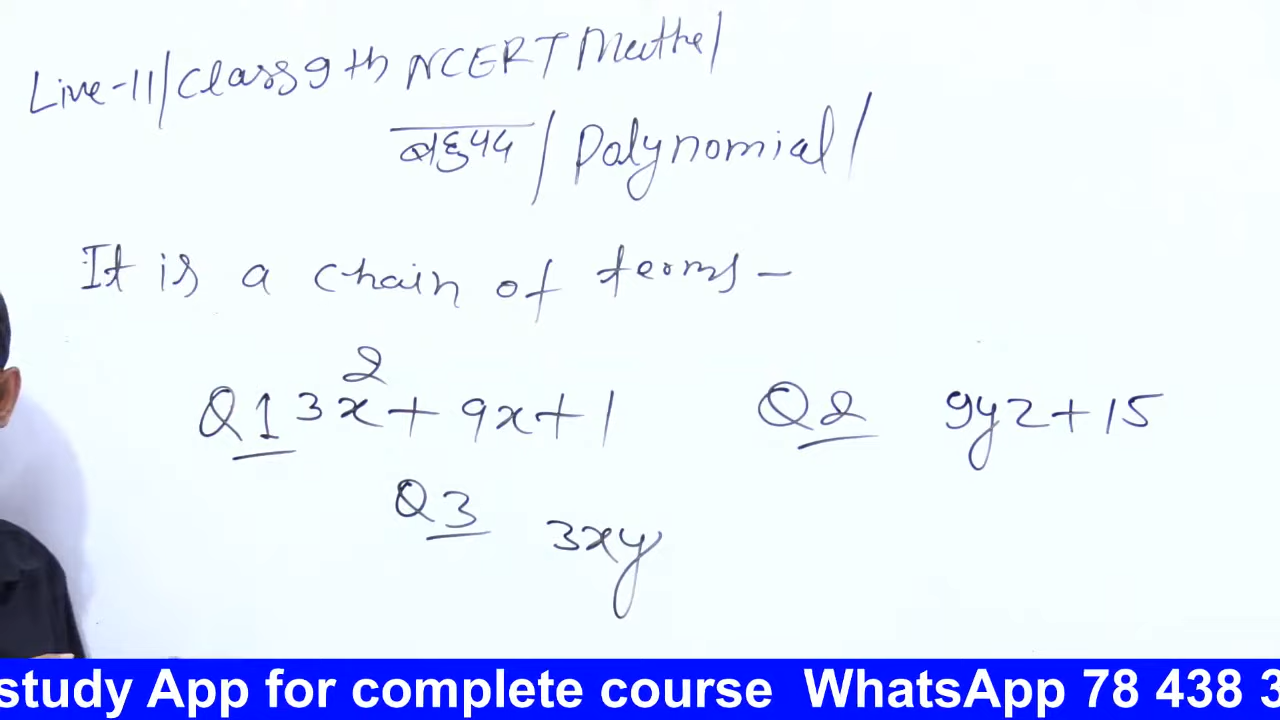 Live-11/Class 9th NCERT Maths/
बहुपद/Polynomial/
It is a chain of terms-
Q1 3x² + 9x + 1 Q2 9yz + 15
Q3 3xy
study App for complete course WhatsApp 78 438 3